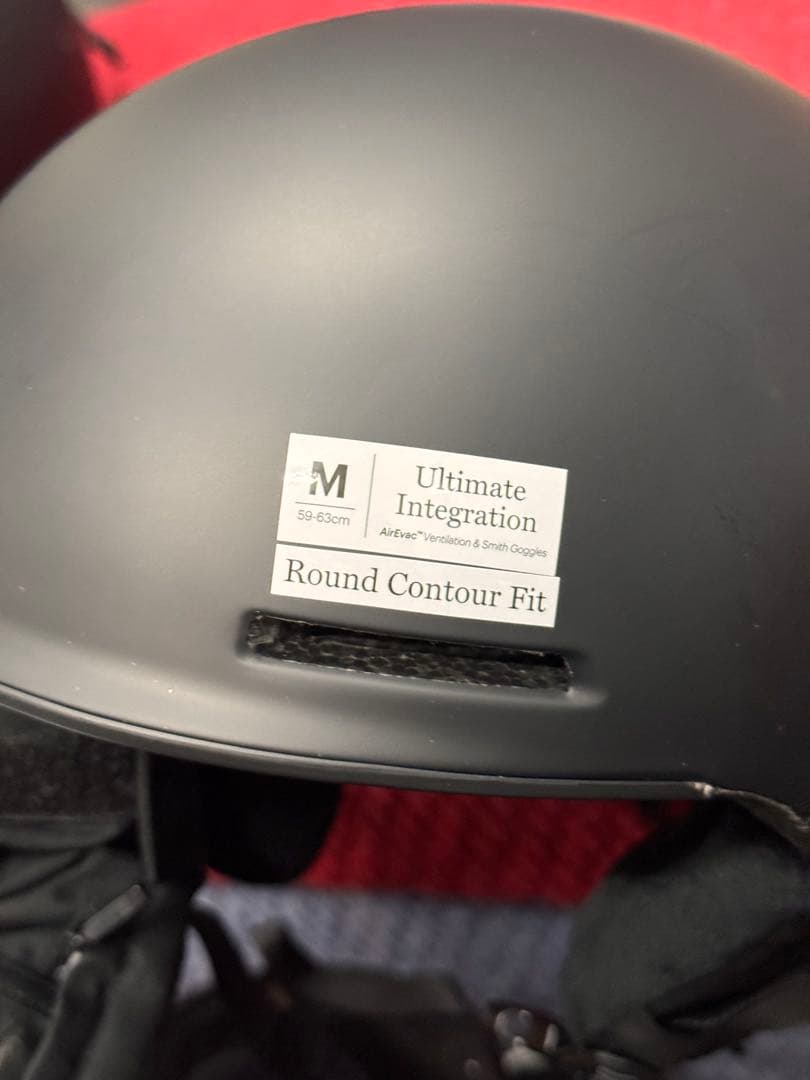 M
59-63cm
Ultimate
Integration
AirEvac™ Ventilation & Smith Goggles
Round Contour Fit